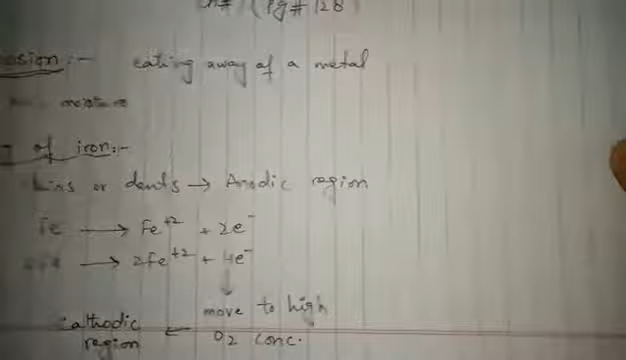 (Pg # 128)
:- eating away of a metal
moisture
of iron:-
or dents → Anodic region
Fe → Fe⁺² + 2e⁻
→ 2Fe⁺² + 4e⁻
↓
move to high
cathodic ← O₂ conc.
region